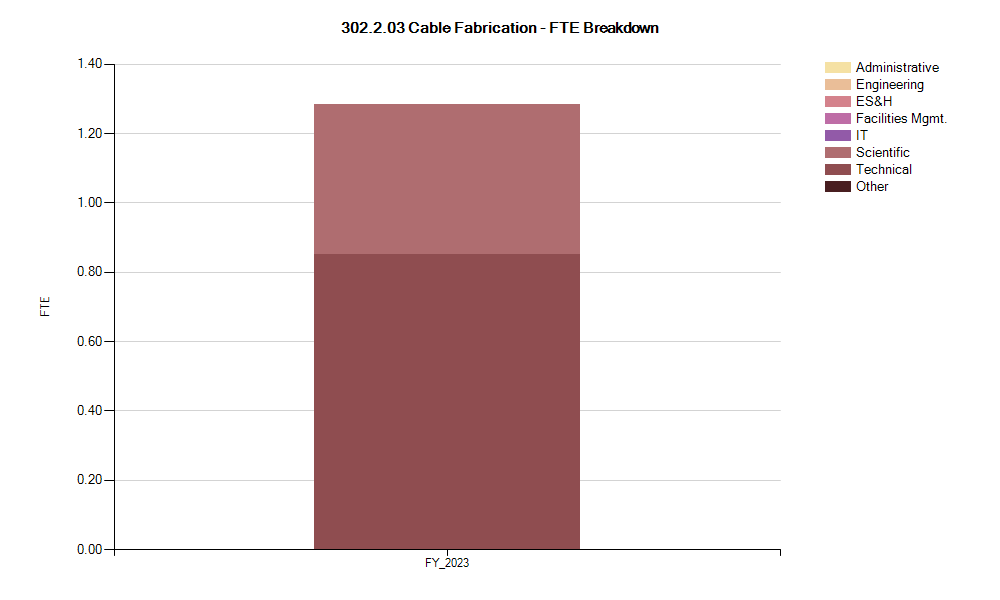 302.2.03 Cable Fabrication - FTE Breakdown
1.40
1.20
1.00
0.80
0.60
0.40
0.20
0.00
FTE
FY_2023
Administrative
Engineering
ES&H
Facilities Mgmt.
IT
Scientific
Technical
Other